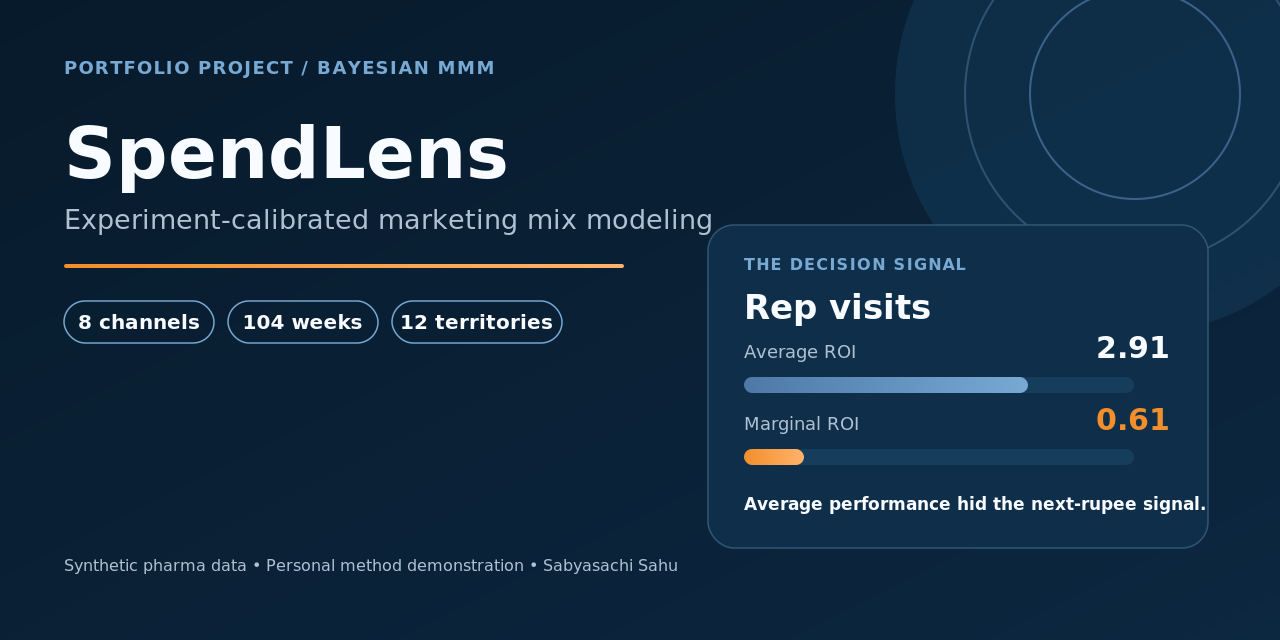 PORTFOLIO PROJECT / BAYESIAN MMM
SpendLens
Experiment-calibrated marketing mix modeling
8 channels
104 weeks
12 territories
THE DECISION SIGNAL
Rep visits
Average ROI
2.91
Marginal ROI
0.61
Average performance hid the next-rupee signal.
Synthetic pharma data • Personal method demonstration • Sabyasachi Sahu